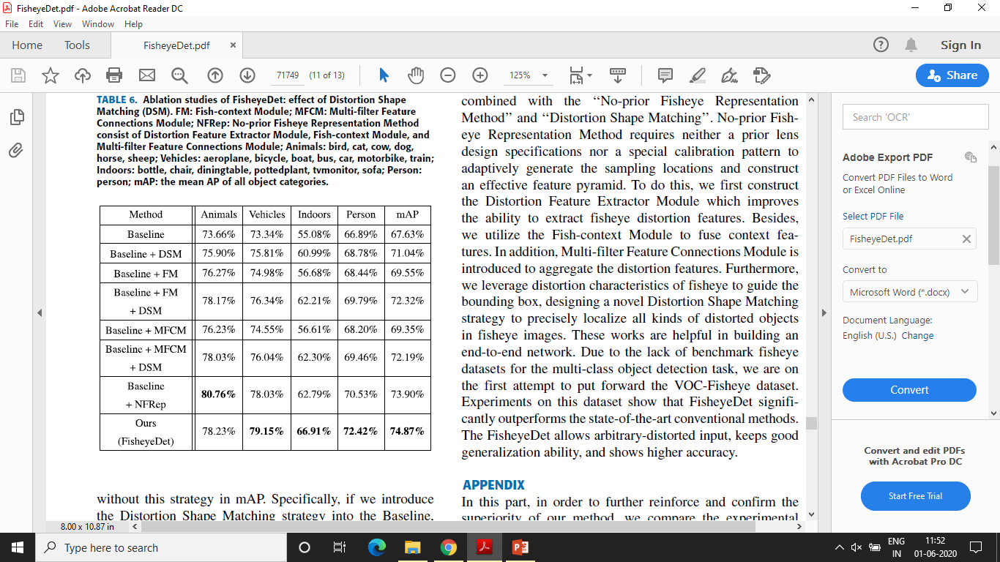 FisheyeDet.pdf - Adobe Acrobat Reader DC
File Edit View Window Help
Home Tools FisheyeDet.pdf × Sign In
71749 (11 of 13) 125% Share
TABLE 6. Ablation studies of FisheyeDet: effect of Distortion Shape
Matching (DSM). FM: Fish-context Module; MFCM: Multi-filter Feature
Connections Module; NFRep: No-prior Fisheye Representation Method
consist of Distortion Feature Extractor Module, Fish-context Module, and
Multi-filter Feature Connections Module; Animals: bird, cat, cow, dog,
horse, sheep; Vehicles: aeroplane, bicycle, boat, bus, car, motorbike, train;
Indoors: bottle, chair, diningtable, pottedplant, tvmonitor, sofa; Person:
person; mAP: the mean AP of all object categories.
Method Animals Vehicles Indoors Person mAP
Baseline 73.66% 73.34% 55.08% 66.89% 67.63%
Baseline + DSM 75.90% 75.81% 60.99% 68.78% 71.04%
Baseline + FM 76.27% 74.98% 56.68% 68.44% 69.55%
Baseline + FM
+ DSM 78.17% 76.34% 62.21% 69.79% 72.32%
Baseline + MFCM 76.23% 74.55% 56.61% 68.20% 69.35%
Baseline + MFCM
+ DSM 78.03% 76.04% 62.30% 69.46% 72.19%
Baseline
+ NFRep 80.76% 78.03% 62.79% 70.53% 73.90%
Ours
(FisheyeDet) 78.23% 79.15% 66.91% 72.42% 74.87%
without this strategy in mAP. Specifically, if we introduce
the Distortion Shape Matching strategy into the Baseline,
combined with the ‘‘No-prior Fisheye Representation
Method’’ and ‘‘Distortion Shape Matching’’. No-prior Fish-
eye Representation Method requires neither a prior lens
design specifications nor a special calibration pattern to
adaptively generate the sampling locations and construct
an effective feature pyramid. To do this, we first construct
the Distortion Feature Extractor Module which improves
the ability to extract fisheye distortion features. Besides,
we utilize the Fish-context Module to fuse context fea-
tures. In addition, Multi-filter Feature Connections Module is
introduced to aggregate the distortion features. Furthermore,
we leverage distortion characteristics of fisheye to guide the
bounding box, designing a novel Distortion Shape Matching
strategy to precisely localize all kinds of distorted objects
in fisheye images. These works are helpful in building an
end-to-end network. Due to the lack of benchmark fisheye
datasets for the multi-class object detection task, we are on
the first attempt to put forward the VOC-Fisheye dataset.
Experiments on this dataset show that FisheyeDet signifi-
cantly outperforms the state-of-the-art conventional methods.
The FisheyeDet allows arbitrary-distorted input, keeps good
generalization ability, and shows higher accuracy.
APPENDIX
In this part, in order to further reinforce and confirm the
superiority of our method, we compare the experimental
Search 'OCR'
Adobe Export PDF
Convert PDF Files to Word
or Excel Online
Select PDF File
FisheyeDet.pdf
Convert to
Microsoft Word (*.docx)
Document Language:
English (U.S.) Change
Convert
Convert and edit PDFs
with Acrobat Pro DC
Start Free Trial
8.00 x 10.87 in
Type here to search
ENG
IN
11:52
01-06-2020